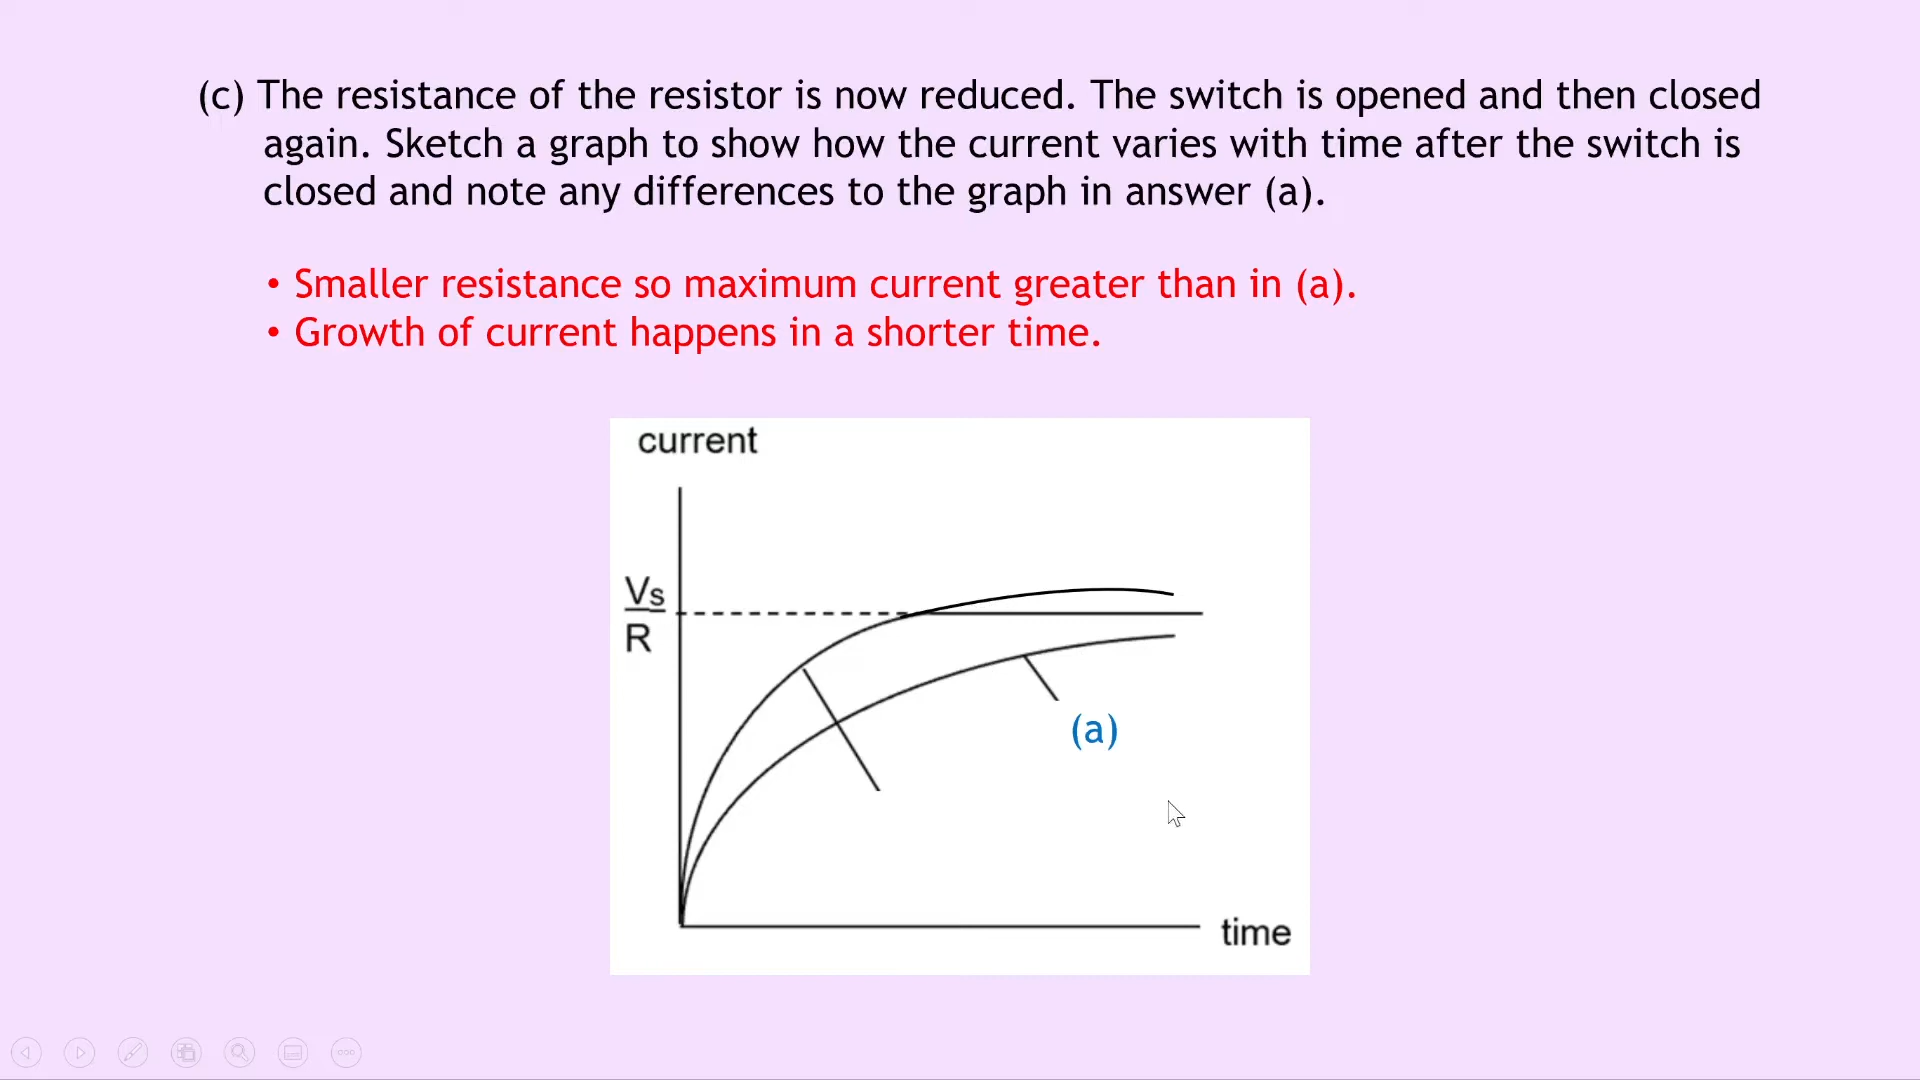 (c) The resistance of the resistor is now reduced. The switch is opened and then closed
again. Sketch a graph to show how the current varies with time after the switch is
closed and note any differences to the graph in answer (a).
• Smaller resistance so maximum current greater than in (a).
• Growth of current happens in a shorter time.
current
Vs
R
(a)
time